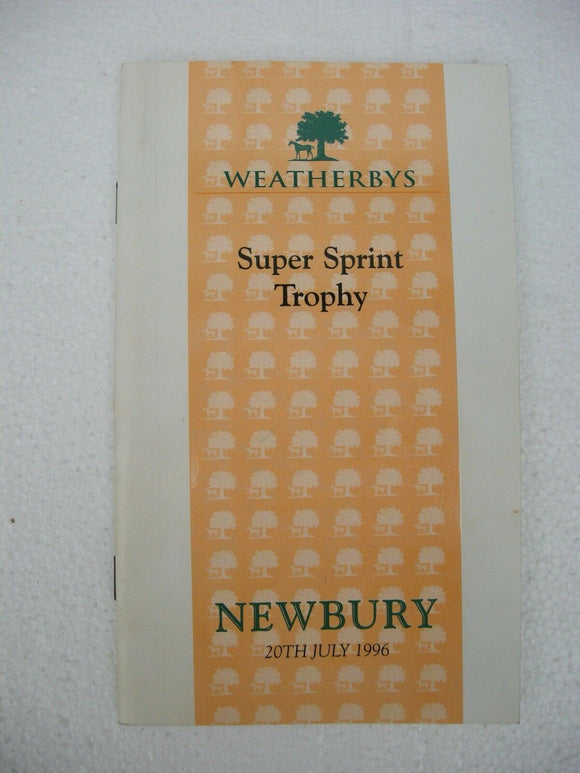 WEATHERBYS
Super Sprint
Trophy
NEWBURY
20TH JULY 1996